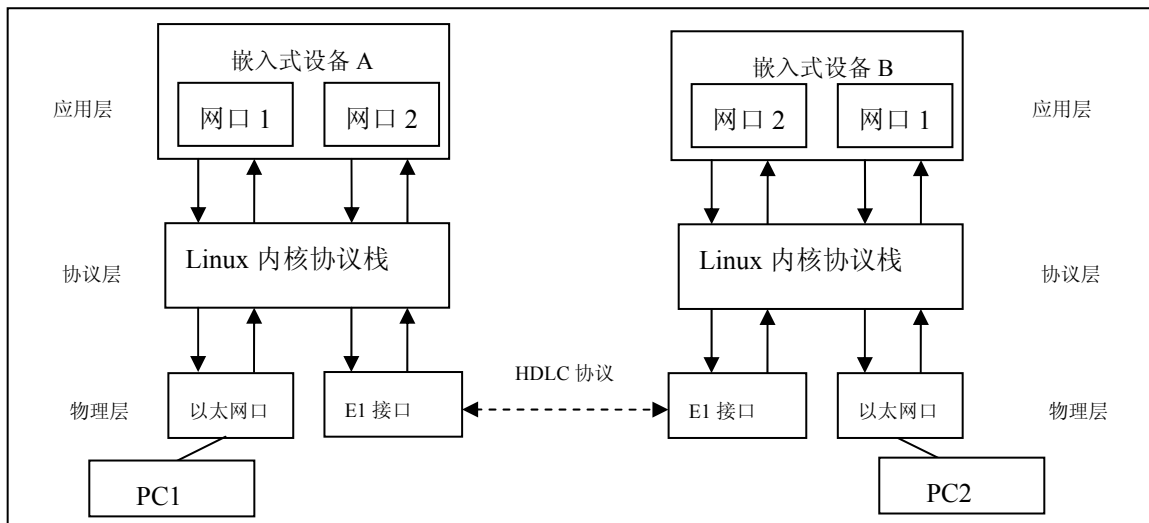 嵌入式设备 A
嵌入式设备 B
应用层
网口 1
网口 2
网口 2
网口 1
应用层
Linux 内核协议栈
Linux 内核协议栈
协议层
协议层
HDLC 协议
物理层
以太网口
E1 接口
E1 接口
以太网口
物理层
PC1
PC2